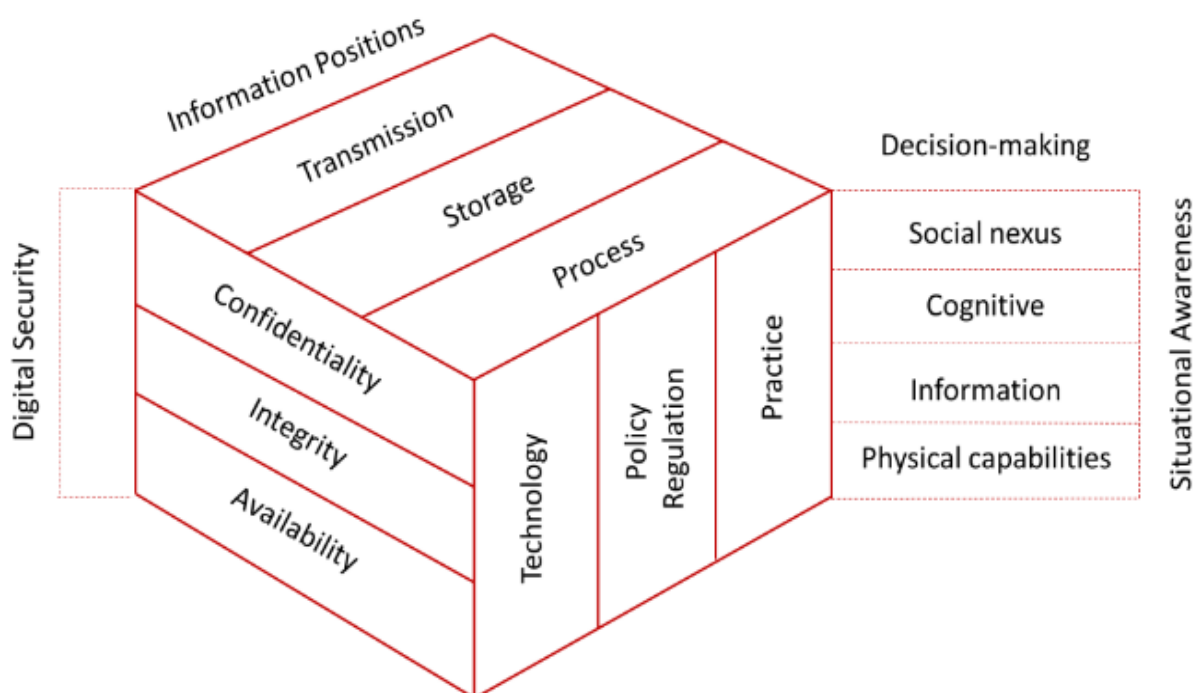 Information Positions
Transmission
Storage
Process
Digital Security
Confidentiality
Integrity
Availability
Technology
Policy
Regulation
Practice
Decision-making
Social nexus
Cognitive
Information
Physical capabilities
Situational Awareness